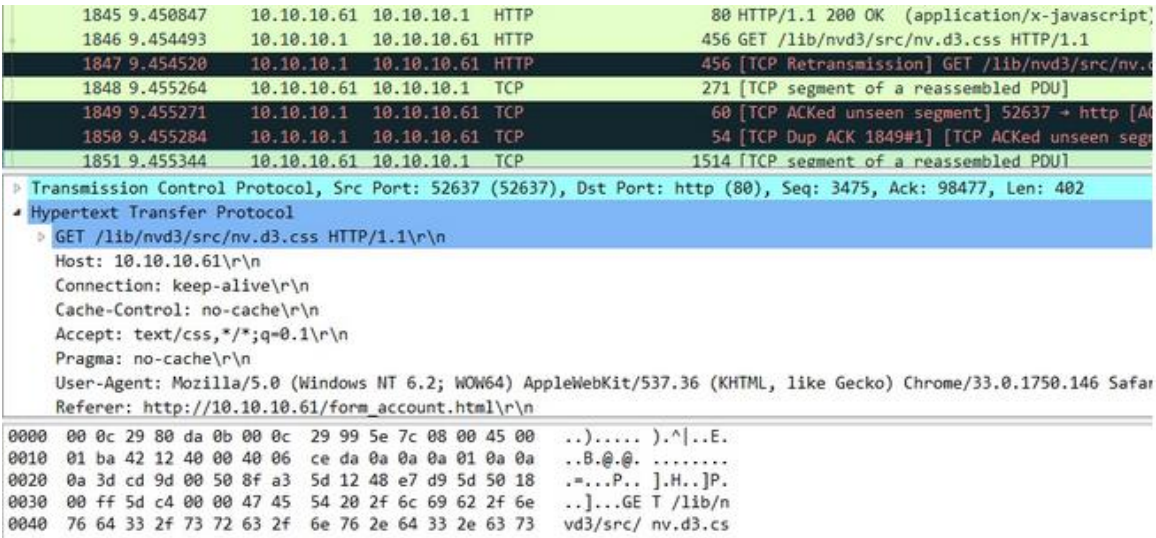 1845 9.450847 10.10.10.61 10.10.10.1 HTTP 80 HTTP/1.1 200 OK (application/x-javascript)
1846 9.454493 10.10.10.1 10.10.10.61 HTTP 456 GET /lib/nvd3/src/nv.d3.css HTTP/1.1
1847 9.454520 10.10.10.1 10.10.10.61 HTTP 456 [TCP Retransmission] GET /lib/nvd3/src/nv.
1848 9.455264 10.10.10.61 10.10.10.1 TCP 271 [TCP segment of a reassembled PDU]
1849 9.455271 10.10.10.1 10.10.10.61 TCP 60 [TCP ACKed unseen segment] 52637 → http [A
1850 9.455284 10.10.10.1 10.10.10.61 TCP 54 [TCP Dup ACK 1849#1] [TCP ACKed unseen seg
1851 9.455344 10.10.10.61 10.10.10.1 TCP 1514 [TCP segment of a reassembled PDU]
Transmission Control Protocol, Src Port: 52637 (52637), Dst Port: http (80), Seq: 3475, Ack: 98477, Len: 402
Hypertext Transfer Protocol
GET /lib/nvd3/src/nv.d3.css HTTP/1.1\r\n
Host: 10.10.10.61\r\n
Connection: keep-alive\r\n
Cache-Control: no-cache\r\n
Accept: text/css,*/*;q=0.1\r\n
Pragma: no-cache\r\n
User-Agent: Mozilla/5.0 (Windows NT 6.2; WOW64) AppleWebKit/537.36 (KHTML, like Gecko) Chrome/33.0.1750.146 Safar
Referer: http://10.10.10.61/form_account.html\r\n
0000 00 0c 29 80 da 0b 00 0c 29 99 5e 7c 08 00 45 00 ..)..... ).^|..E.
0010 01 ba 42 12 40 00 40 06 ce da 0a 0a 0a 01 0a 0a ..B.@.@. ........
0020 0a 3d cd 9d 00 50 8f a3 5d 12 48 e7 d9 5d 50 18 .=...P.. ].H..]P.
0030 00 ff 5d c4 00 00 47 45 54 20 2f 6c 69 62 2f 6e ..]...GE T /lib/n
0040 76 64 33 2f 73 72 63 2f 6e 76 2e 64 33 2e 63 73 vd3/src/ nv.d3.cs